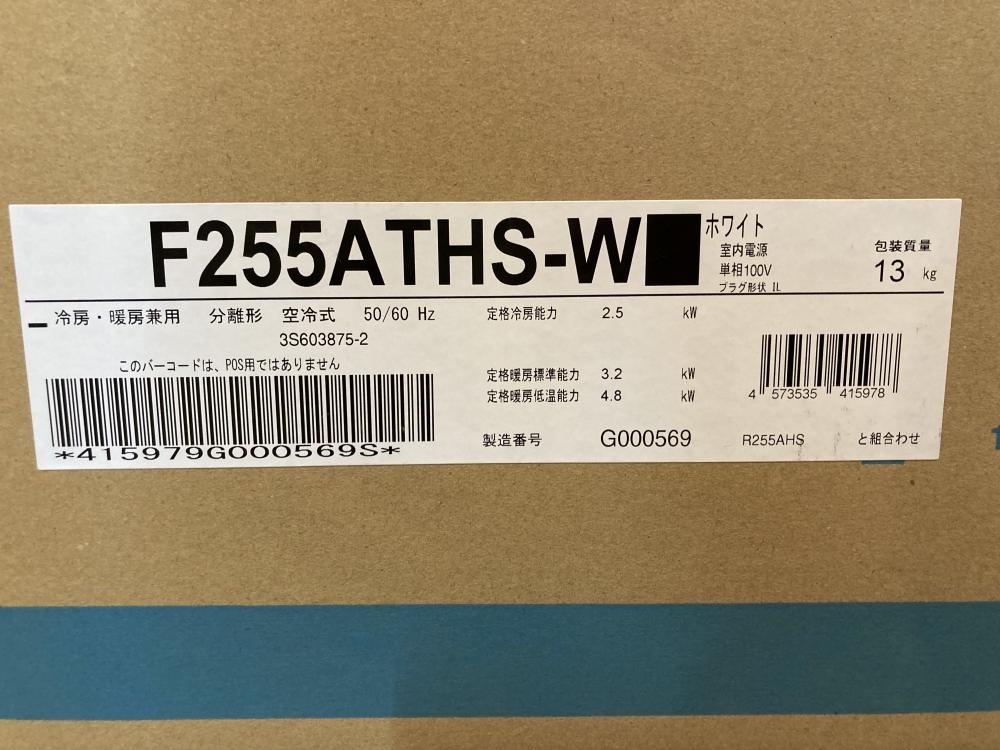 F255ATHS-W■ ホワイト
室内電源
単相100V
プラグ形状 IL
包装質量
13 kg
冷房・暖房兼用 分離形 空冷式 50/60 Hz
3S603875-2
このバーコードは、POS用ではありません
*415979G000569S*
定格冷房能力 2.5 kW
定格暖房標準能力 3.2 kW
定格暖房低温能力 4.8 kW
製造番号 G000569
4 573535 415978
R255AHS と組合わせ